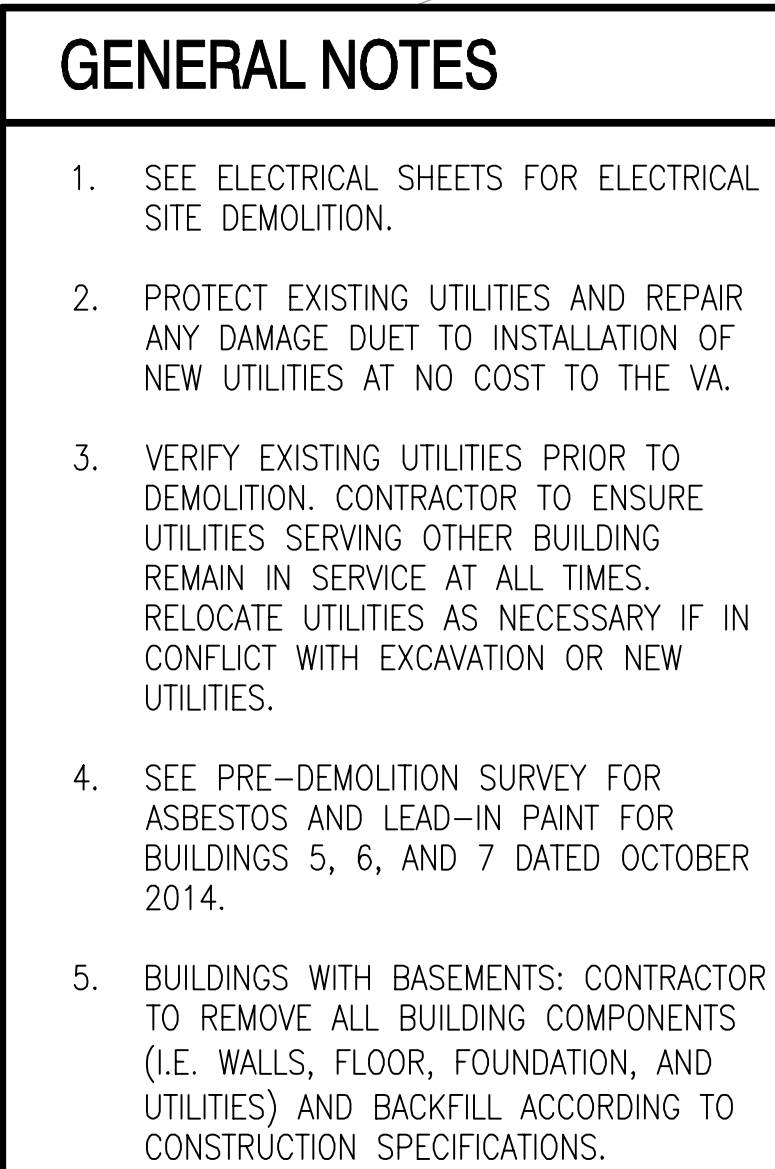 GENERAL NOTES
1. SEE ELECTRICAL SHEETS FOR ELECTRICAL
SITE DEMOLITION.
2. PROTECT EXISTING UTILITIES AND REPAIR
ANY DAMAGE DUET TO INSTALLATION OF
NEW UTILITIES AT NO COST TO THE VA.
3. VERIFY EXISTING UTILITIES PRIOR TO
DEMOLITION. CONTRACTOR TO ENSURE
UTILITIES SERVING OTHER BUILDING
REMAIN IN SERVICE AT ALL TIMES.
RELOCATE UTILITIES AS NECESSARY IF IN
CONFLICT WITH EXCAVATION OR NEW
UTILITIES.
4. SEE PRE-DEMOLITION SURVEY FOR
ASBESTOS AND LEAD-IN PAINT FOR
BUILDINGS 5, 6, AND 7 DATED OCTOBER
2014.
5. BUILDINGS WITH BASEMENTS: CONTRACTOR
TO REMOVE ALL BUILDING COMPONENTS
(I.E. WALLS, FLOOR, FOUNDATION, AND
UTILITIES) AND BACKFILL ACCORDING TO
CONSTRUCTION SPECIFICATIONS.